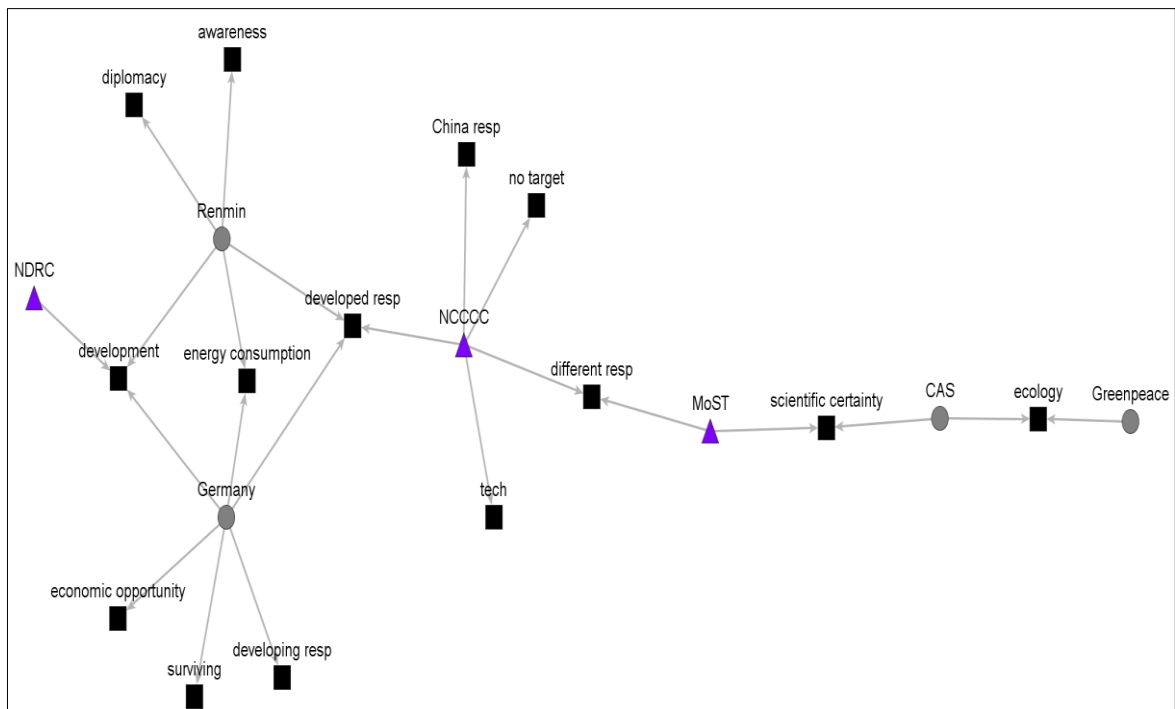 awareness
diplomacy
China resp
no target
Renmin
NDRC
developed resp
NCCCC
development
energy consumption
different resp
MoST
scientific certainty
CAS
ecology
Greenpeace
Germany
tech
economic opportunity
surviving
developing resp